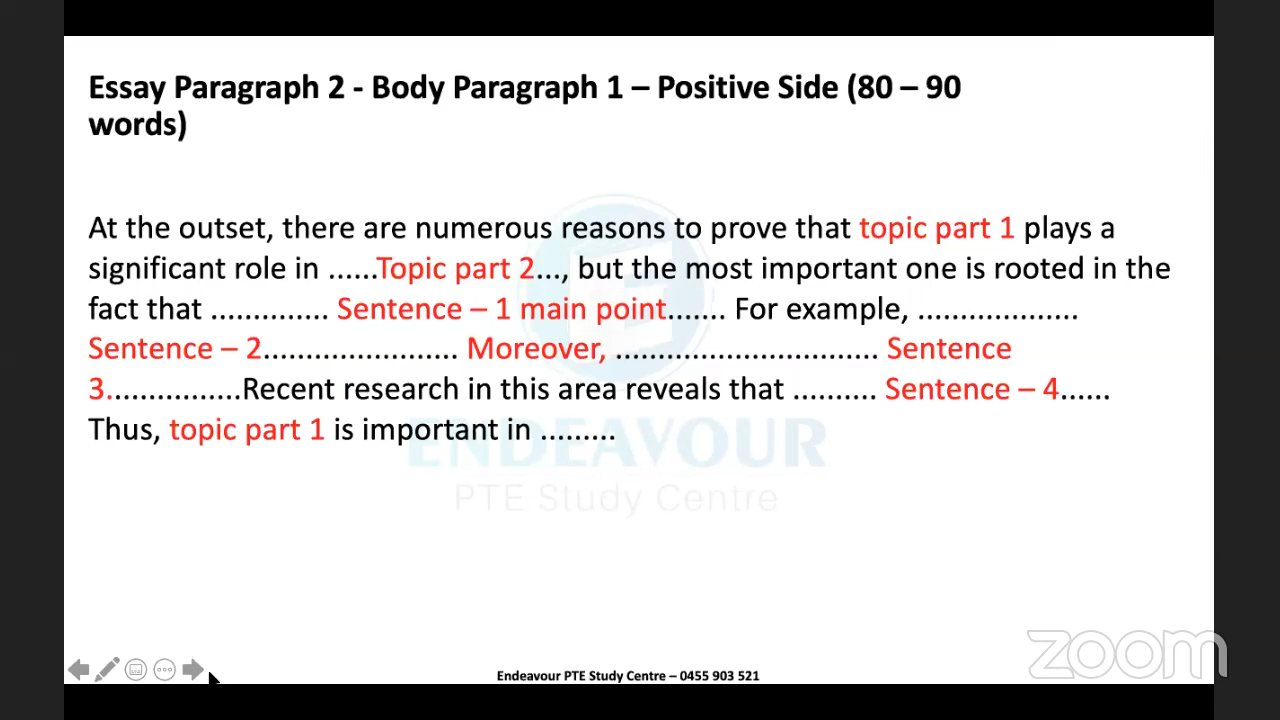 Essay Paragraph 2 - Body Paragraph 1 – Positive Side (80 – 90
words)
At the outset, there are numerous reasons to prove that topic part 1 plays a
significant role in ......Topic part 2..., but the most important one is rooted in the
fact that .............. Sentence – 1 main point....... For example, ...................
Sentence – 2....................... Moreover, ............................... Sentence
3................Recent research in this area reveals that .......... Sentence – 4......
Thus, topic part 1 is important in .........
ENDEAVOUR
PTE Study Centre
Endeavour PTE Study Centre – 0455 903 521
zoom